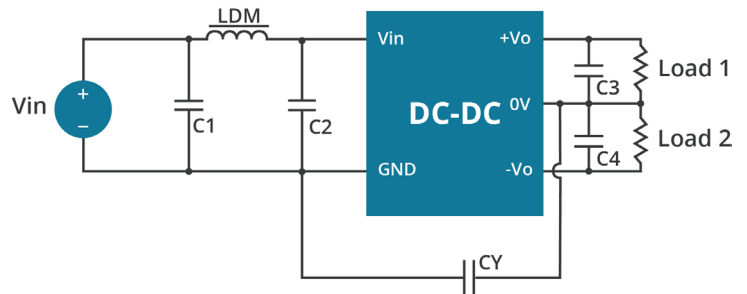 LDM
Vin
+
−
C1
C2
Vin
GND
DC-DC
+Vo
0V
-Vo
C3
C4
Load 1
Load 2
CY